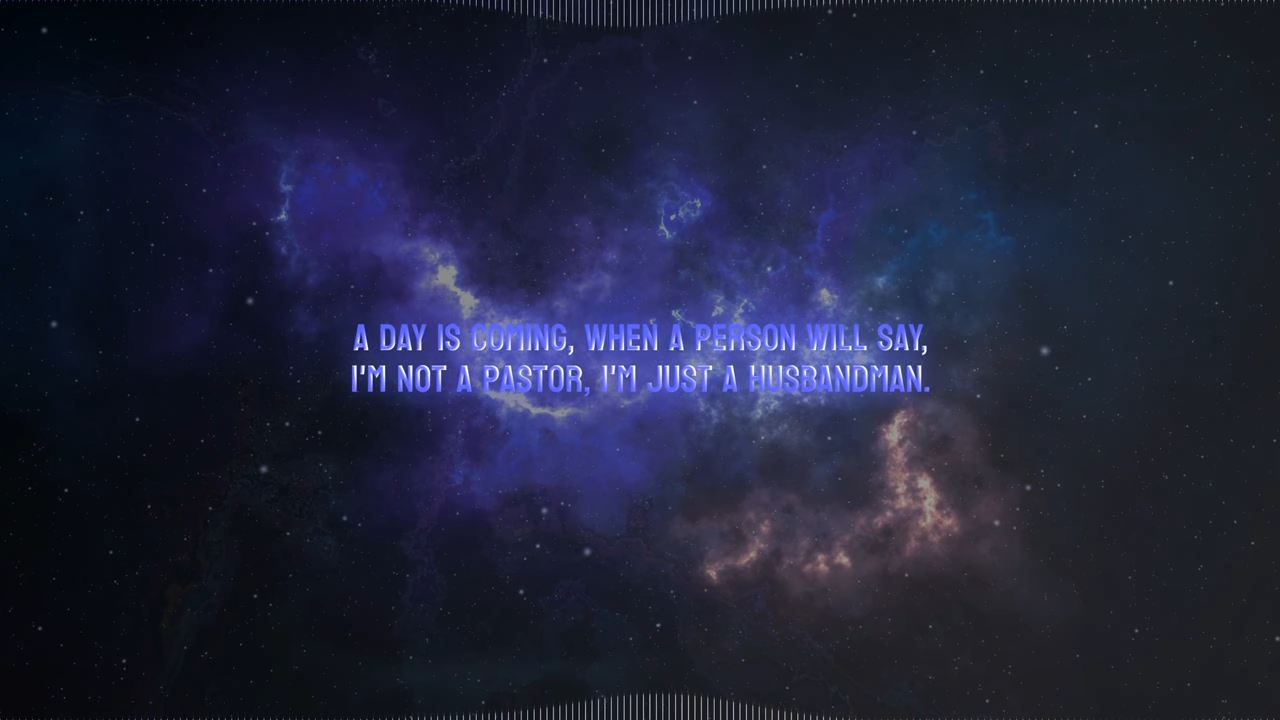 A DAY IS COMING, WHEN A PERSON WILL SAY,
I'M NOT A PASTOR, I'M JUST A HUSBANDMAN.